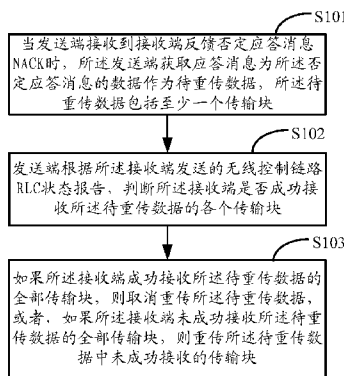 S101
当发送端接收到接收端反馈否定应答消息
NACK时，所述发送端获取应答消息为所述否
定应答消息的数据作为待重传数据，所述待
重传数据包括至少一个传输块
S102
发送端根据所述接收端发送的无线控制链路
RLC状态报告，判断所述接收端是否成功接
收所述待重传数据的各个传输块
S103
如果所述接收端成功接收所述待重传数据的
全部传输块，则取消重传所述待重传数据，
或者，如果所述接收端未成功接收所述待重
传数据的全部传输块，则重传所述待重传数
据中未成功接收的传输块